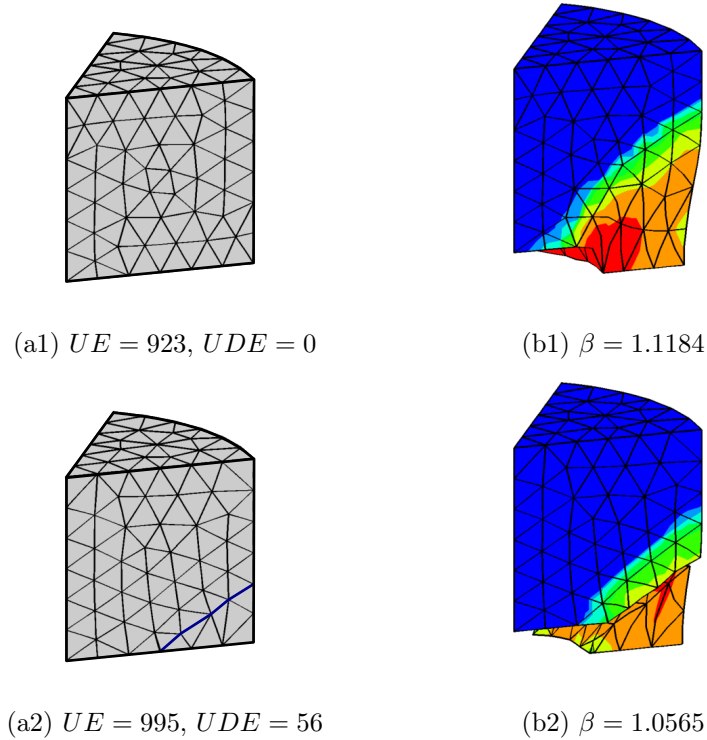 (a1) UE = 923, UDE = 0
(b1) β = 1.1184
(a2) UE = 995, UDE = 56
(b2) β = 1.0565